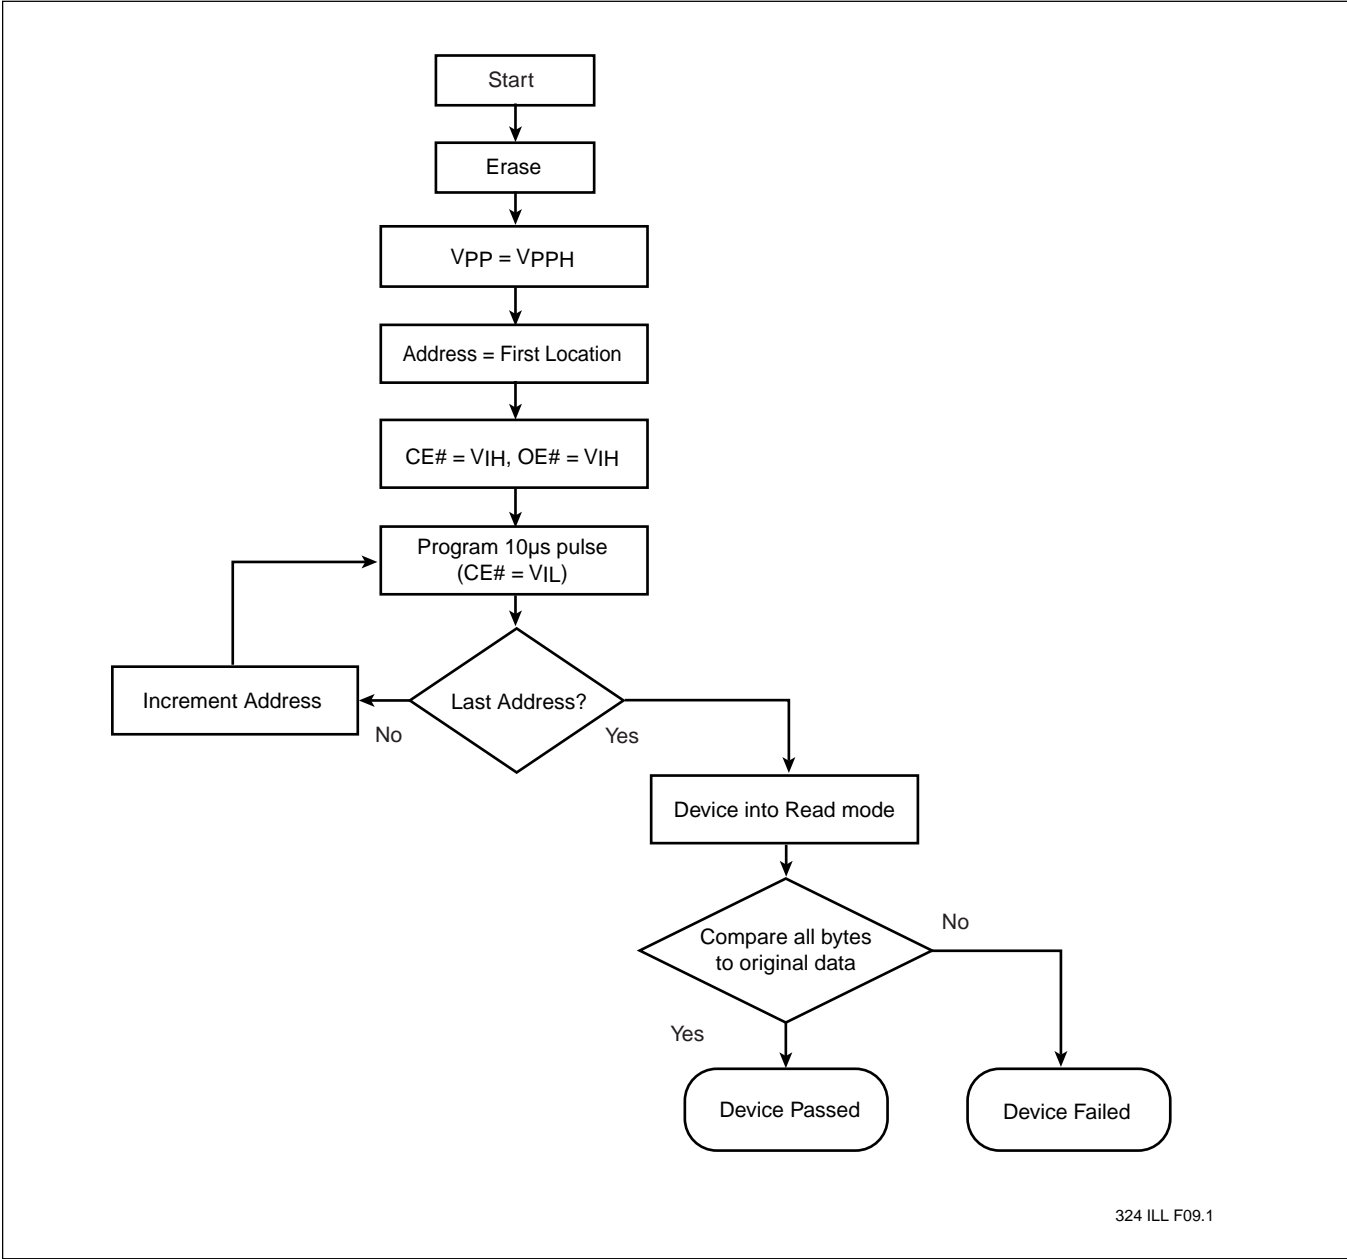 Start
Erase
VPP = VPPH
Address = First Location
CE# = VIH, OE# = VIH
Program 10µs pulse
(CE# = VIL)
Increment Address
Last Address?
No
Yes
Device into Read mode
Compare all bytes
to original data
No
Yes
Device Passed
Device Failed
324 ILL F09.1